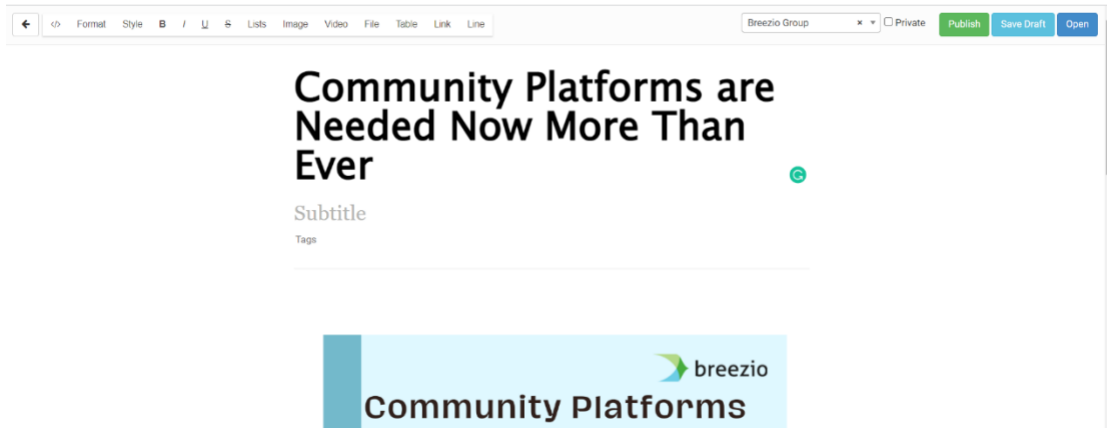 </> Format Style B I U S Lists Image Video File Table Link Line Breezio Group × Private Publish Save Draft Open
Community Platforms are
Needed Now More Than
Ever
Subtitle
Tags
breezio
Community Platforms